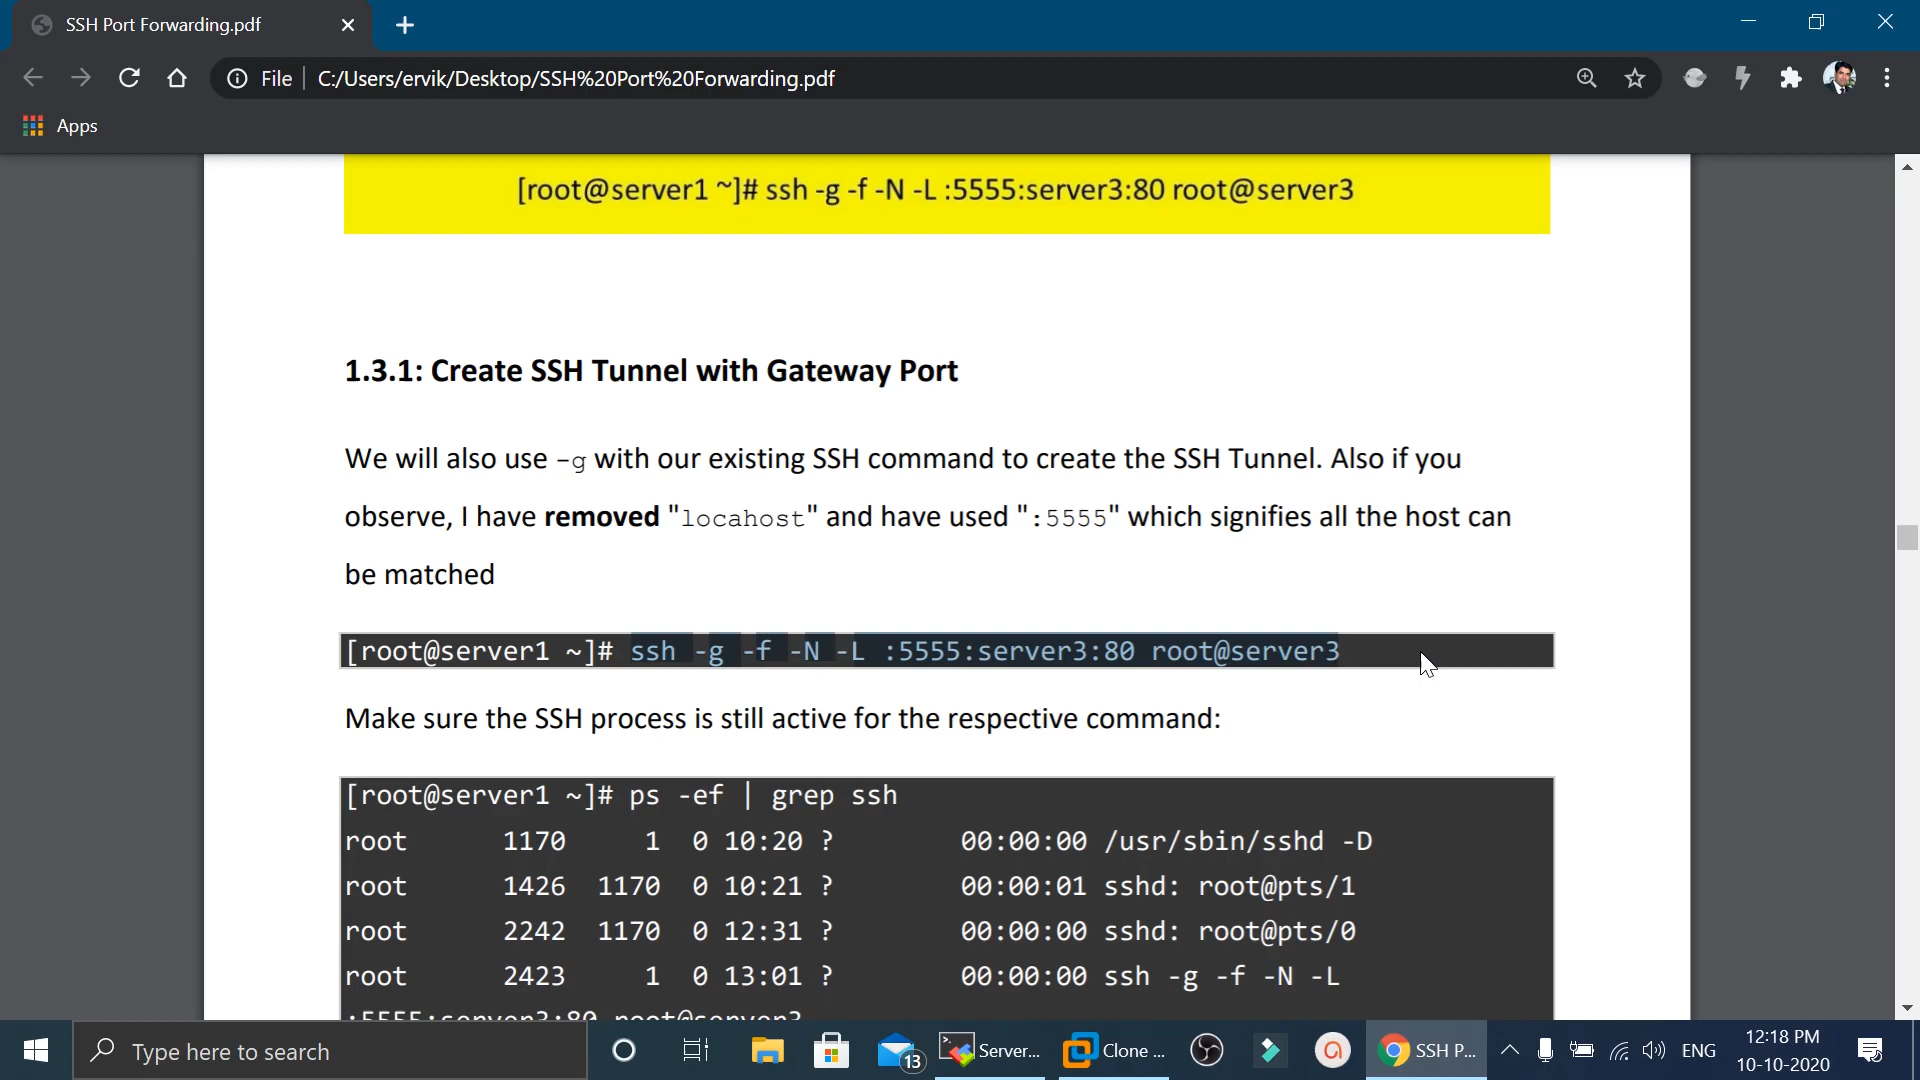 SSH Port Forwarding.pdf
File C:/Users/ervik/Desktop/SSH%20Port%20Forwarding.pdf
Apps
[root@server1 ~]# ssh -g -f -N -L :5555:server3:80 root@server3
1.3.1: Create SSH Tunnel with Gateway Port
We will also use -g with our existing SSH command to create the SSH Tunnel. Also if you
observe, I have removed "locahost" and have used ":5555" which signifies all the host can
be matched
[root@server1 ~]# ssh -g -f -N -L :5555:server3:80 root@server3
Make sure the SSH process is still active for the respective command:
[root@server1 ~]# ps -ef | grep ssh
root 1170 1 0 10:20 ? 00:00:00 /usr/sbin/sshd -D
root 1426 1170 0 10:21 ? 00:00:01 sshd: root@pts/1
root 2242 1170 0 12:31 ? 00:00:00 sshd: root@pts/0
root 2423 1 0 13:01 ? 00:00:00 ssh -g -f -N -L
:5555:server3:80 root@server3
Type here to search
13
Server...
Clone ...
SSH P...
ENG
12:18 PM
10-10-2020